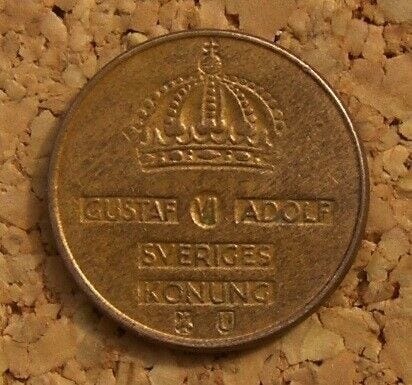 GUSTAF VI ADOLF
SVERIGES
KONUNG
U